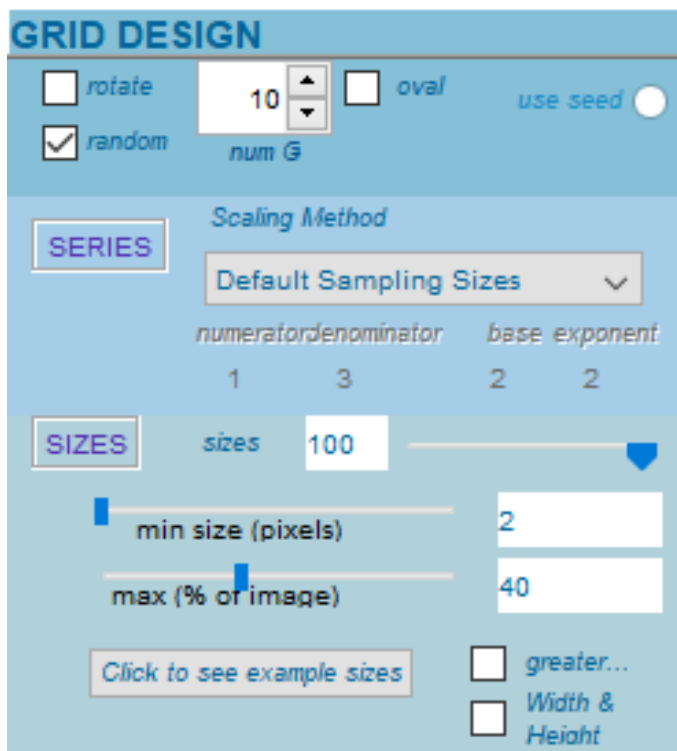 GRID DESIGN
rotate
10
oval
use seed
random
num G
Scaling Method
SERIES
Default Sampling Sizes
numerator denominator base exponent
1 3 2 2
SIZES sizes 100
min size (pixels) 2
max (% of image) 40
Click to see example sizes
greater...
Width &
Height